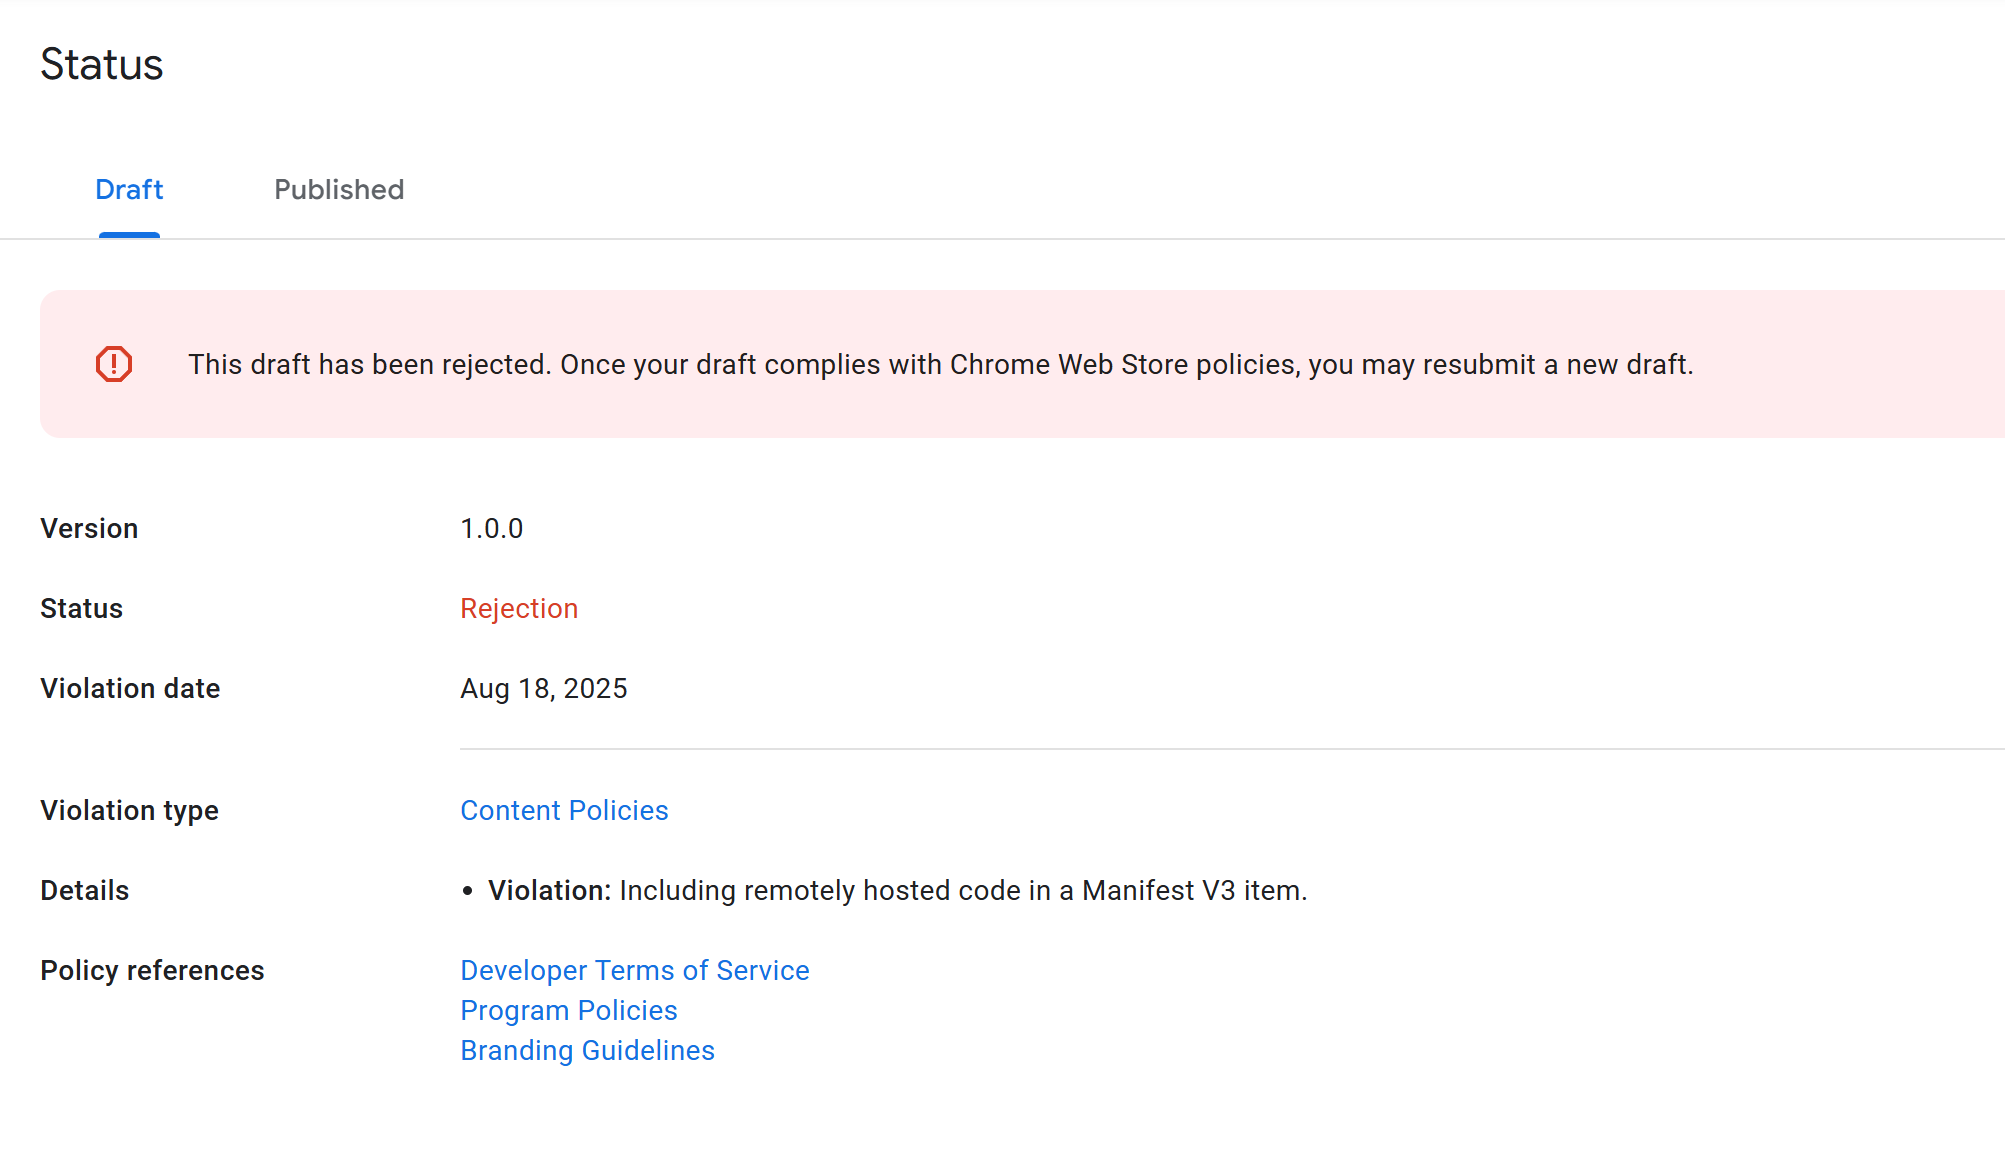 Status
Draft Published
This draft has been rejected. Once your draft complies with Chrome Web Store policies, you may resubmit a new draft.
Version 1.0.0
Status Rejection
Violation date Aug 18, 2025
Violation type Content Policies
Details • Violation: Including remotely hosted code in a Manifest V3 item.
Policy references Developer Terms of Service
Program Policies
Branding Guidelines